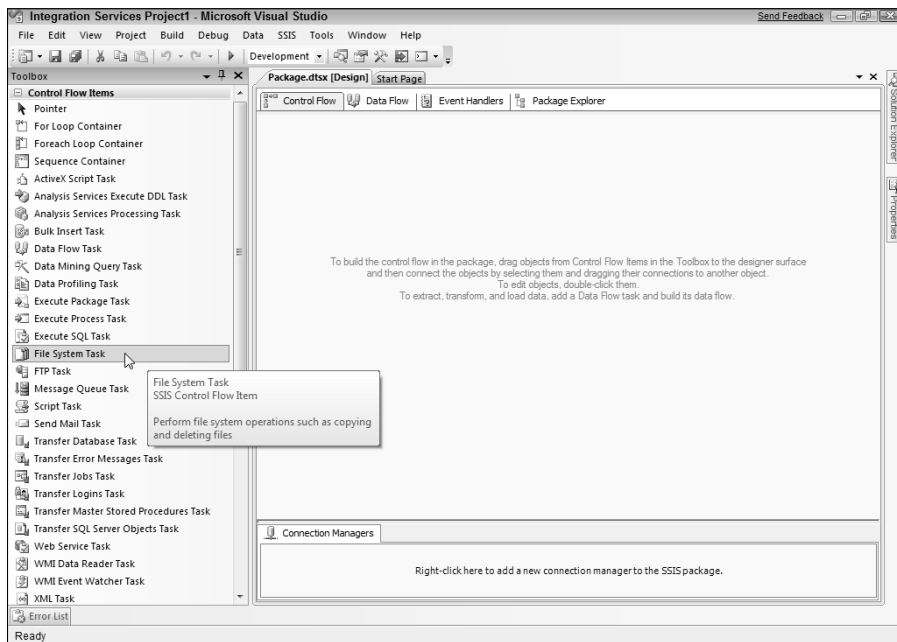 Integration Services Project1 - Microsoft Visual Studio
Send Feedback
File Edit View Project Build Debug Data SSIS Tools Window Help
Development
Toolbox
Package.dtsx [Design] Start Page
Control Flow Items
Control Flow Data Flow Event Handlers Package Explorer
Pointer
For Loop Container
Foreach Loop Container
Sequence Container
ActiveX Script Task
Analysis Services Execute DDL Task
Analysis Services Processing Task
Bulk Insert Task
Data Flow Task
Data Mining Query Task
Data Profiling Task
Execute Package Task
Execute Process Task
Execute SQL Task
File System Task
FTP Task
Message Queue Task
Script Task
Send Mail Task
Transfer Database Task
Transfer Error Messages Task
Transfer Jobs Task
Transfer Logins Task
Transfer Master Stored Procedures Task
Transfer SQL Server Objects Task
Web Service Task
WMI Data Reader Task
WMI Event Watcher Task
XML Task
File System Task
SSIS Control Flow Item
Perform file system operations such as copying
and deleting files
To build the control flow in the package, drag objects from Control Flow Items in the Toolbox to the designer surface
and then connect the objects by selecting them and dragging their connections to another object.
To edit objects, double-click them.
To extract, transform, and load data, add a Data Flow task and build its data flow.
Connection Managers
Right-click here to add a new connection manager to the SSIS package.
Solution Explorer
Properties
Error List
Ready